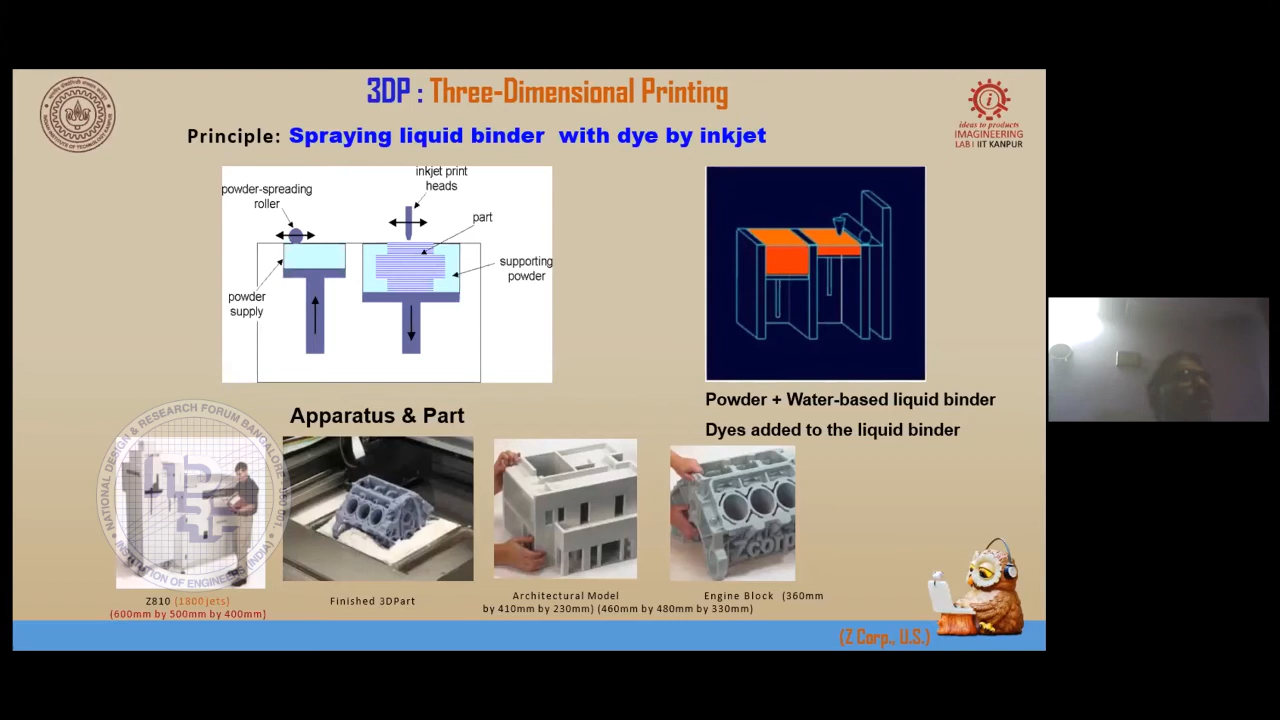 3DP : Three-Dimensional Printing
ideas to products
IMAGINEERING
LAB | IIT KANPUR
Principle: Spraying liquid binder with dye by inkjet
inkjet print
heads
powder-spreading
roller
part
supporting
powder
powder
supply
Powder + Water-based liquid binder
Dyes added to the liquid binder
Apparatus & Part
NATIONAL DESIGN & RESEARCH FORUM BANGALORE
INSTITUTION OF ENGINEERS (INDIA)
zcorp
Z810 (1800jets)
(600mm by 500mm by 400mm)
Finished 3DPart
Architectural Model
Engine Block (360mm
by 410mm by 230mm) (460mm by 480mm by 330mm)
(Z Corp., U.S.)